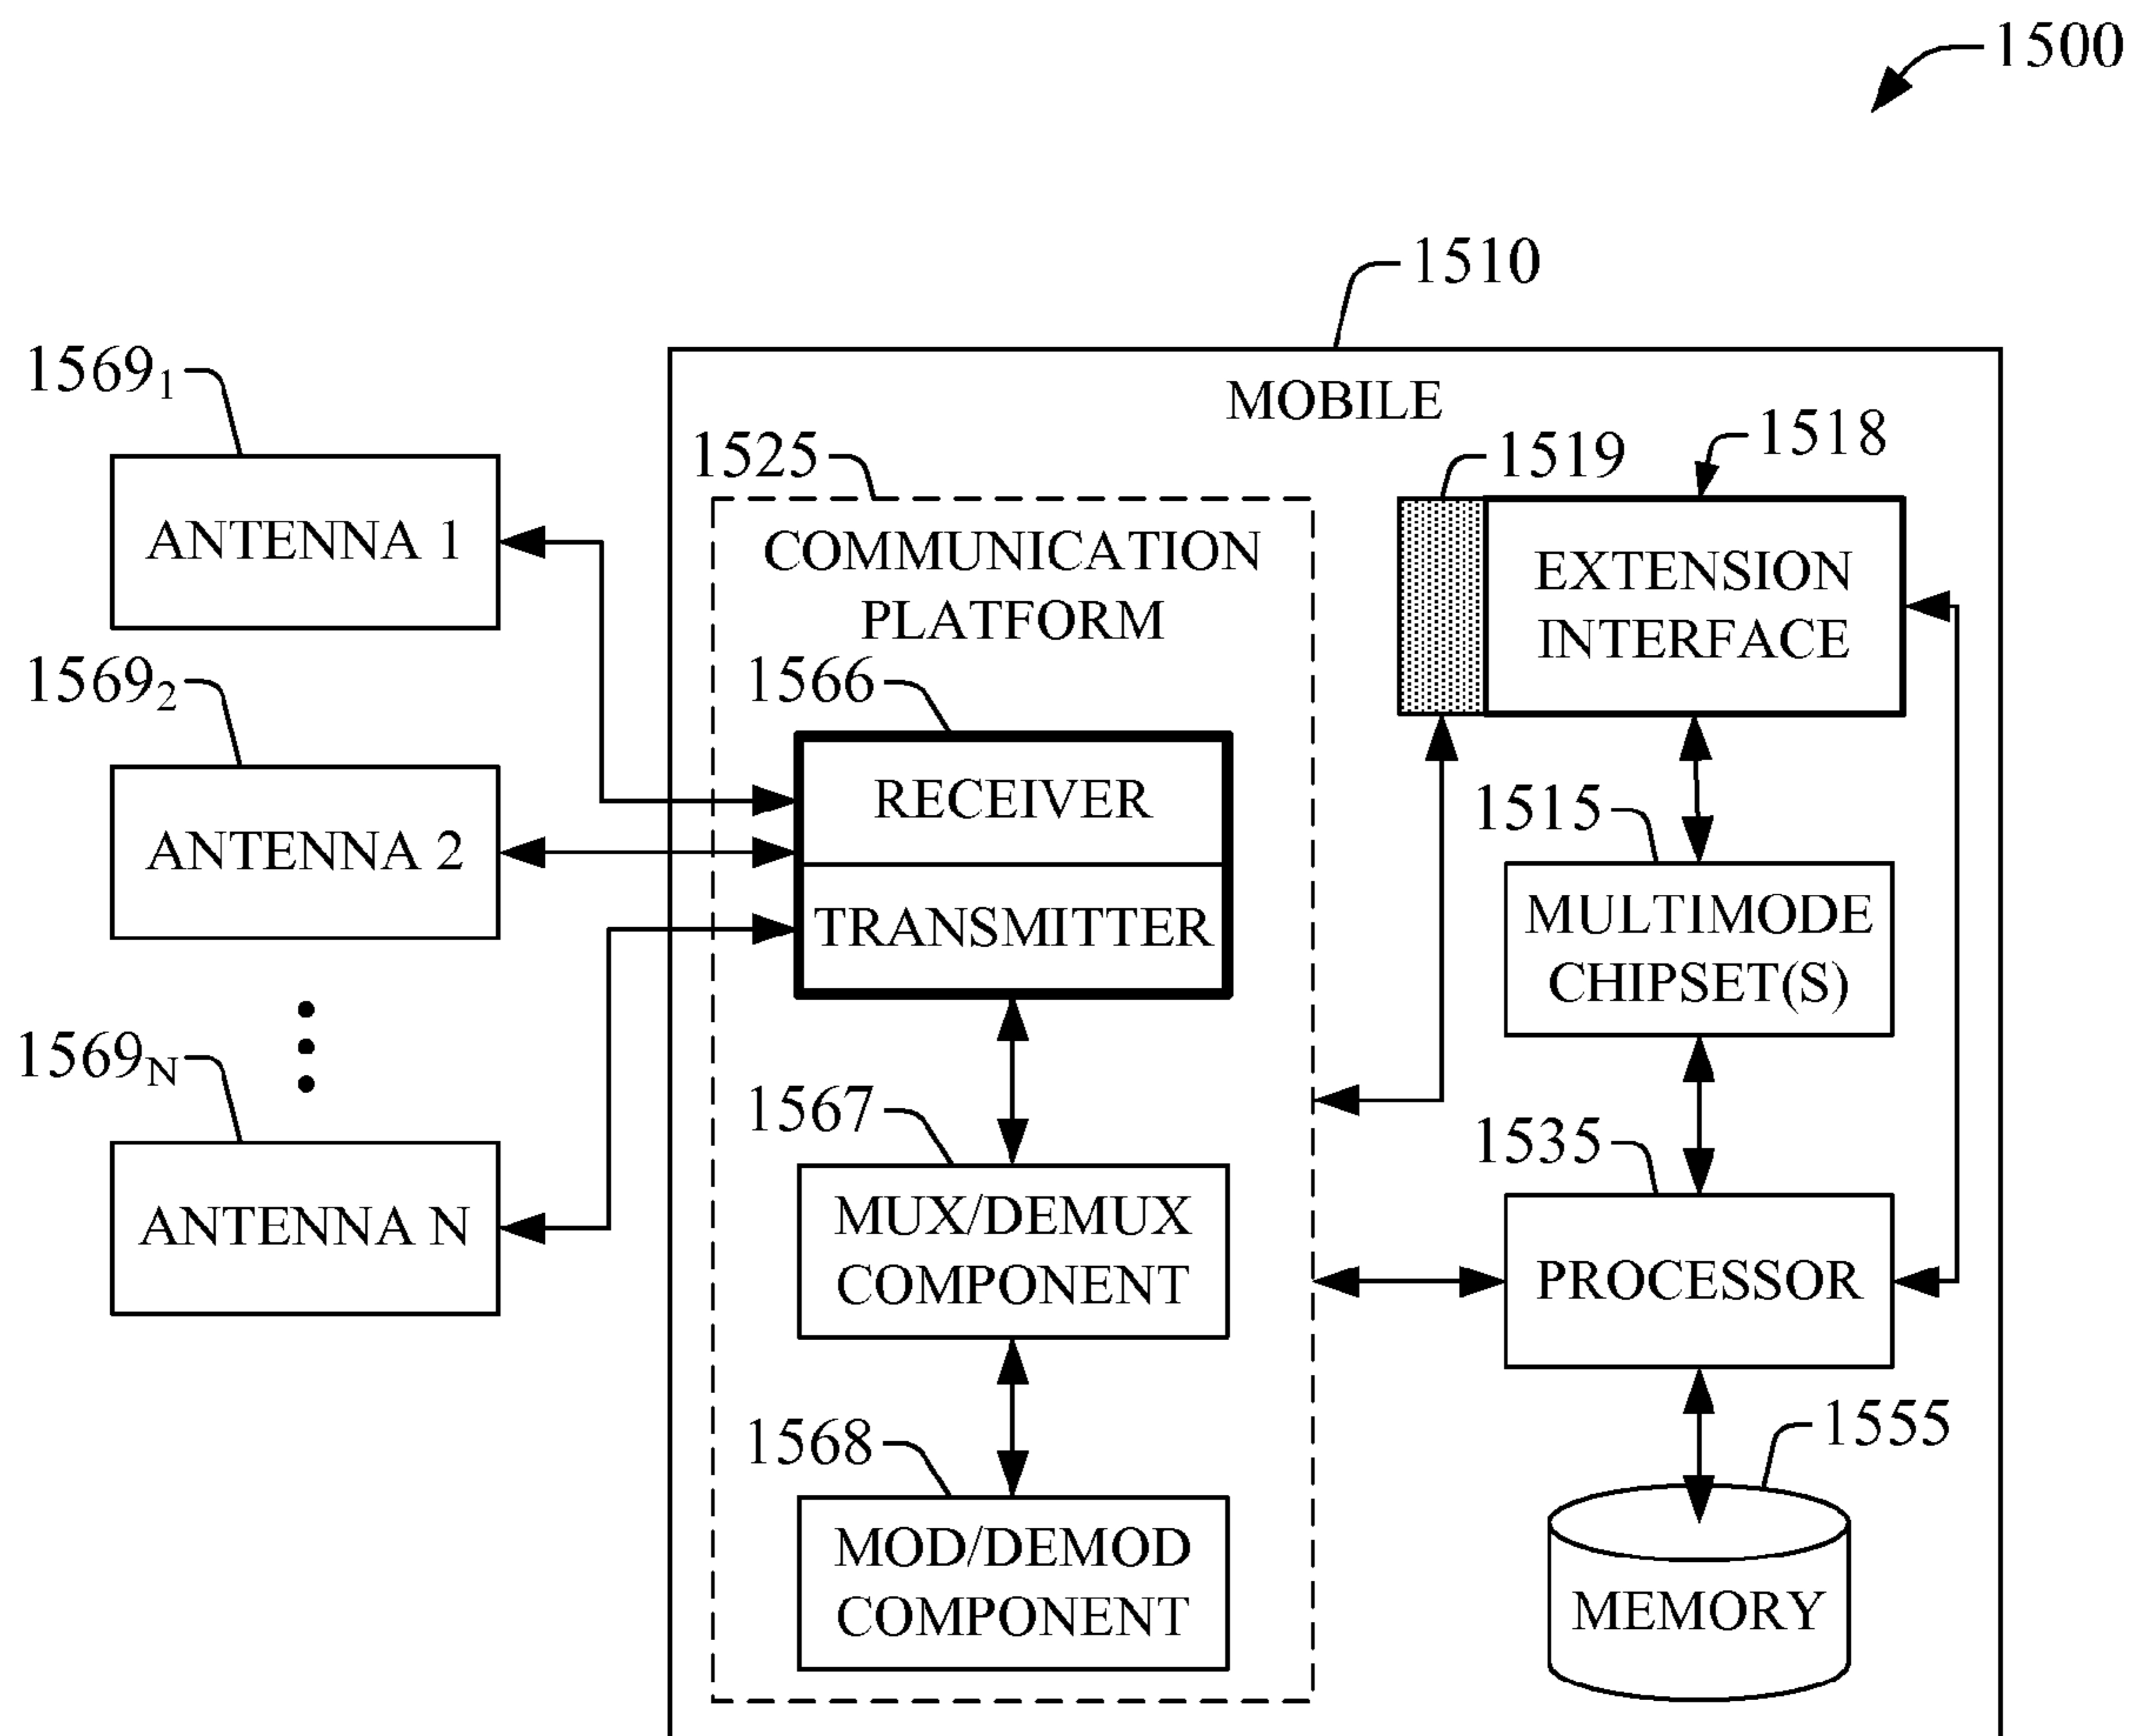 1500
1510
MOBILE
1569₁
ANTENNA 1
1569₂
ANTENNA 2
1569_N
ANTENNA N
1525
COMMUNICATION
PLATFORM
1566
RECEIVER
TRANSMITTER
1567
MUX/DEMUX
COMPONENT
1568
MOD/DEMOD
COMPONENT
1519
1518
EXTENSION
INTERFACE
1515
MULTIMODE
CHIPSET(S)
1535
PROCESSOR
1555
MEMORY